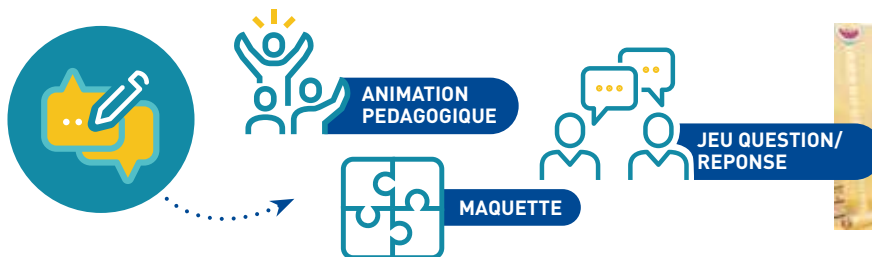 ANIMATION
PEDAGOGIQUE
JEU QUESTION/
REPONSE
MAQUETTE